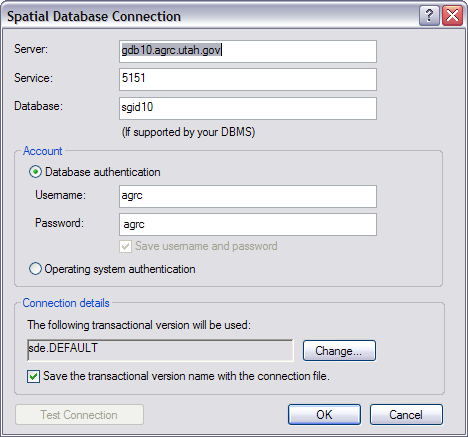 Spatial Database Connection
Server: gdb10.agrc.utah.gov
Service: 5151
Database: sgid10
(If supported by your DBMS)
Account
Database authentication
Username: agrc
Password: agrc
Save username and password
Operating system authentication
Connection details
The following transactional version will be used:
sde.DEFAULT Change...
Save the transactional version name with the connection file.
Test Connection OK Cancel